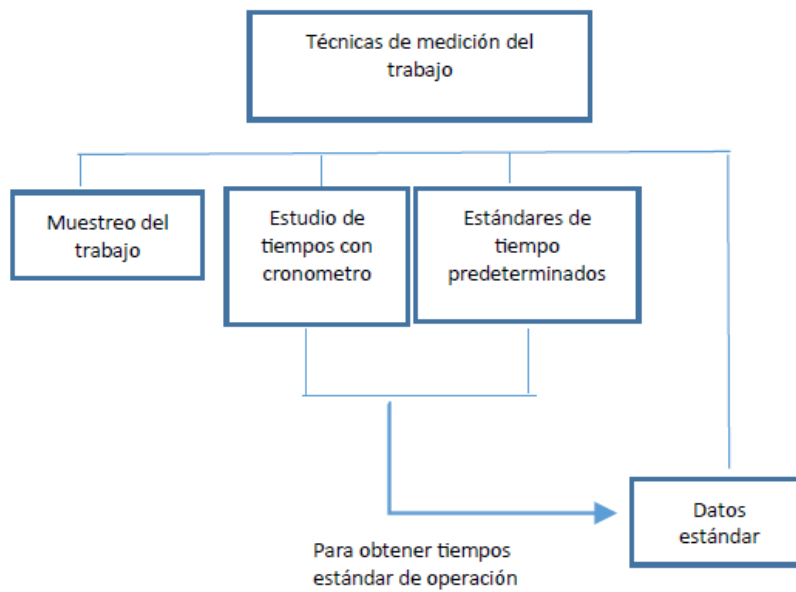 Técnicas de medición del
trabajo
Muestreo del
trabajo
Estudio de
tiempos con
cronometro
Estándares de
tiempo
predeterminados
Datos
estándar
Para obtener tiempos
estándar de operación